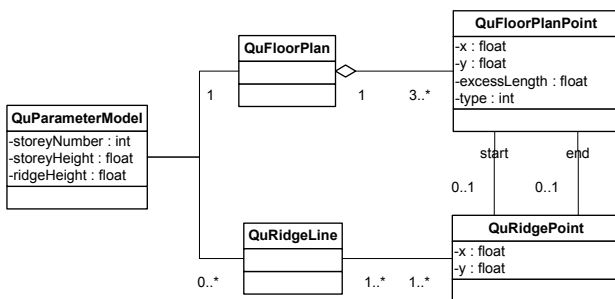 QuFloorPlan
QuFloorPlanPoint
-x : float
-y : float
-excessLength : float
-type : int
1
1
3..*
QuParameterModel
-storeyNumber : int
-storeyHeight : float
-ridgeHeight : float
start
end
0..1
0..1
QuRidgeLine
QuRidgePoint
-x : float
-y : float
0..*
1..*
1..*